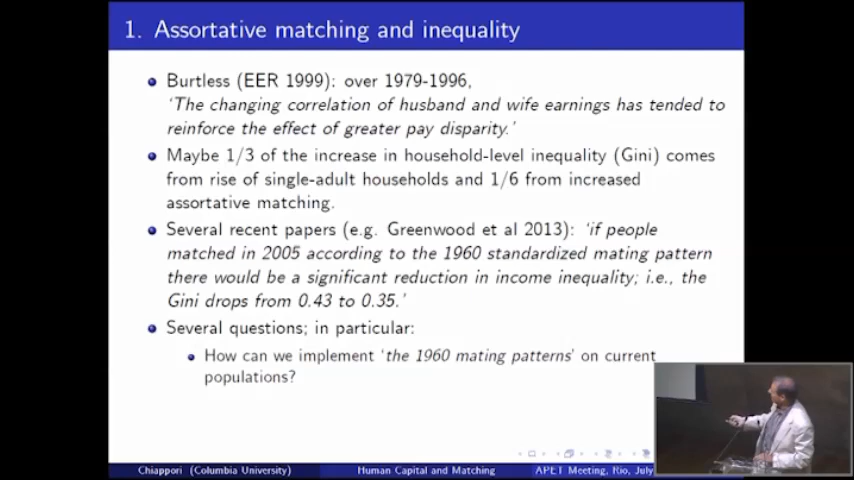 1. Assortative matching and inequality
Burtless (EER 1999): over 1979-1996,
'The changing correlation of husband and wife earnings has tended to
reinforce the effect of greater pay disparity.'
Maybe 1/3 of the increase in household-level inequality (Gini) comes
from rise of single-adult households and 1/6 from increased
assortative matching.
Several recent papers (e.g. Greenwood et al 2013): 'if people
matched in 2005 according to the 1960 standardized mating pattern
there would be a significant reduction in income inequality; i.e., the
Gini drops from 0.43 to 0.35.'
Several questions; in particular:
How can we implement 'the 1960 mating patterns' on current
populations?
Chiappori (Columbia University) Human Capital and Matching APET Meeting, Rio, July